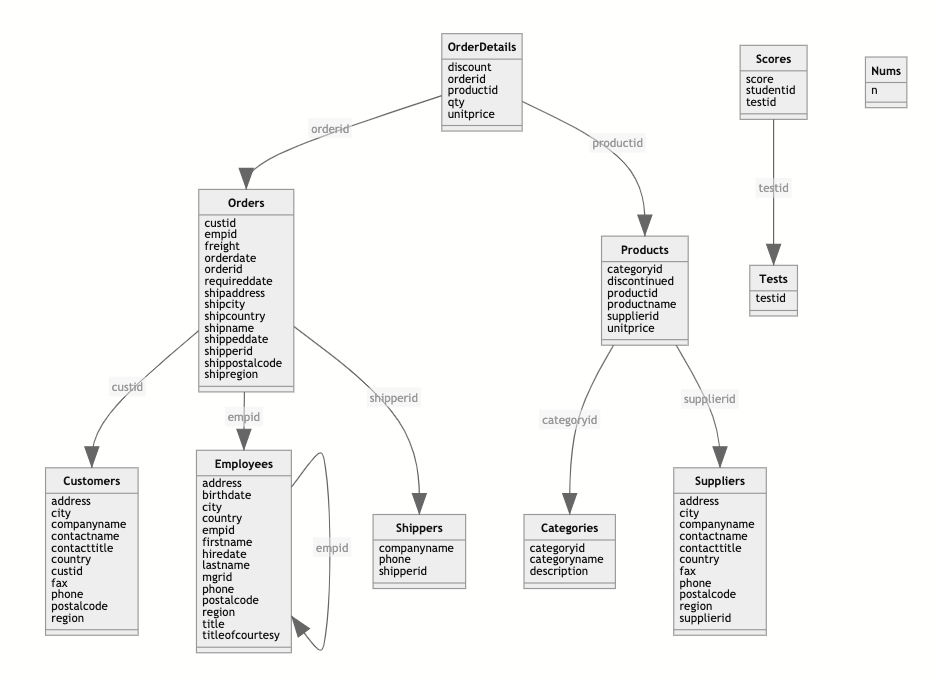 OrderDetails
discount
orderid
productid
qty
unitprice
Scores
score
studentid
testid
Nums
n
orderid
productid
testid
Orders
custid
empid
freight
orderdate
orderid
requireddate
shipaddress
shipcity
shipcountry
shipname
shippeddate
shipperid
shippostalcode
shipregion
Products
categoryid
discontinued
productid
productname
supplierid
unitprice
Tests
testid
custid
empid
shipperid
categoryid
supplierid
Customers
address
city
companyname
contactname
contacttitle
country
custid
fax
phone
postalcode
region
Employees
address
birthdate
city
country
empid
firstname
hiredate
lastname
mgrid
phone
postalcode
region
title
titleofcourtesy
empid
Shippers
companyname
phone
shipperid
Categories
categoryid
categoryname
description
Suppliers
address
city
companyname
contactname
contacttitle
country
fax
phone
postalcode
region
supplierid